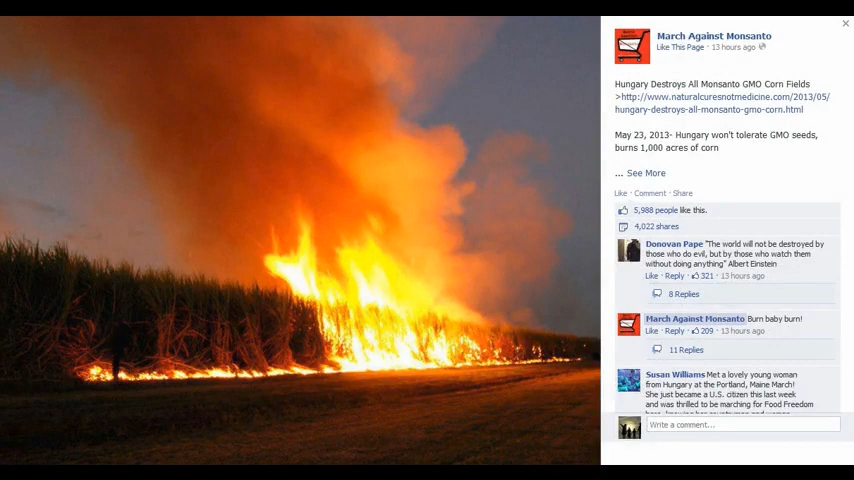 March Against Monsanto
Like This Page · 13 hours ago
Hungary Destroys All Monsanto GMO Corn Fields
>http://www.naturalcuresnotmedicine.com/2013/05/
hungary-destroys-all-monsanto-gmo-corn.html
May 23, 2013- Hungary won't tolerate GMO seeds,
burns 1,000 acres of corn
... See More
Like · Comment · Share
5,988 people like this.
4,022 shares
Donovan Pape "The world will not be destroyed by
those who do evil, but by those who watch them
without doing anything" Albert Einstein
Like · Reply · 321 · 13 hours ago
8 Replies
March Against Monsanto Burn baby burn!
Like · Reply · 209 · 13 hours ago
11 Replies
Susan Williams Met a lovely young woman
from Hungary at the Portland, Maine March!
She just became a U.S. citizen this last week
and was thrilled to be marching for Food Freedom
Write a comment...